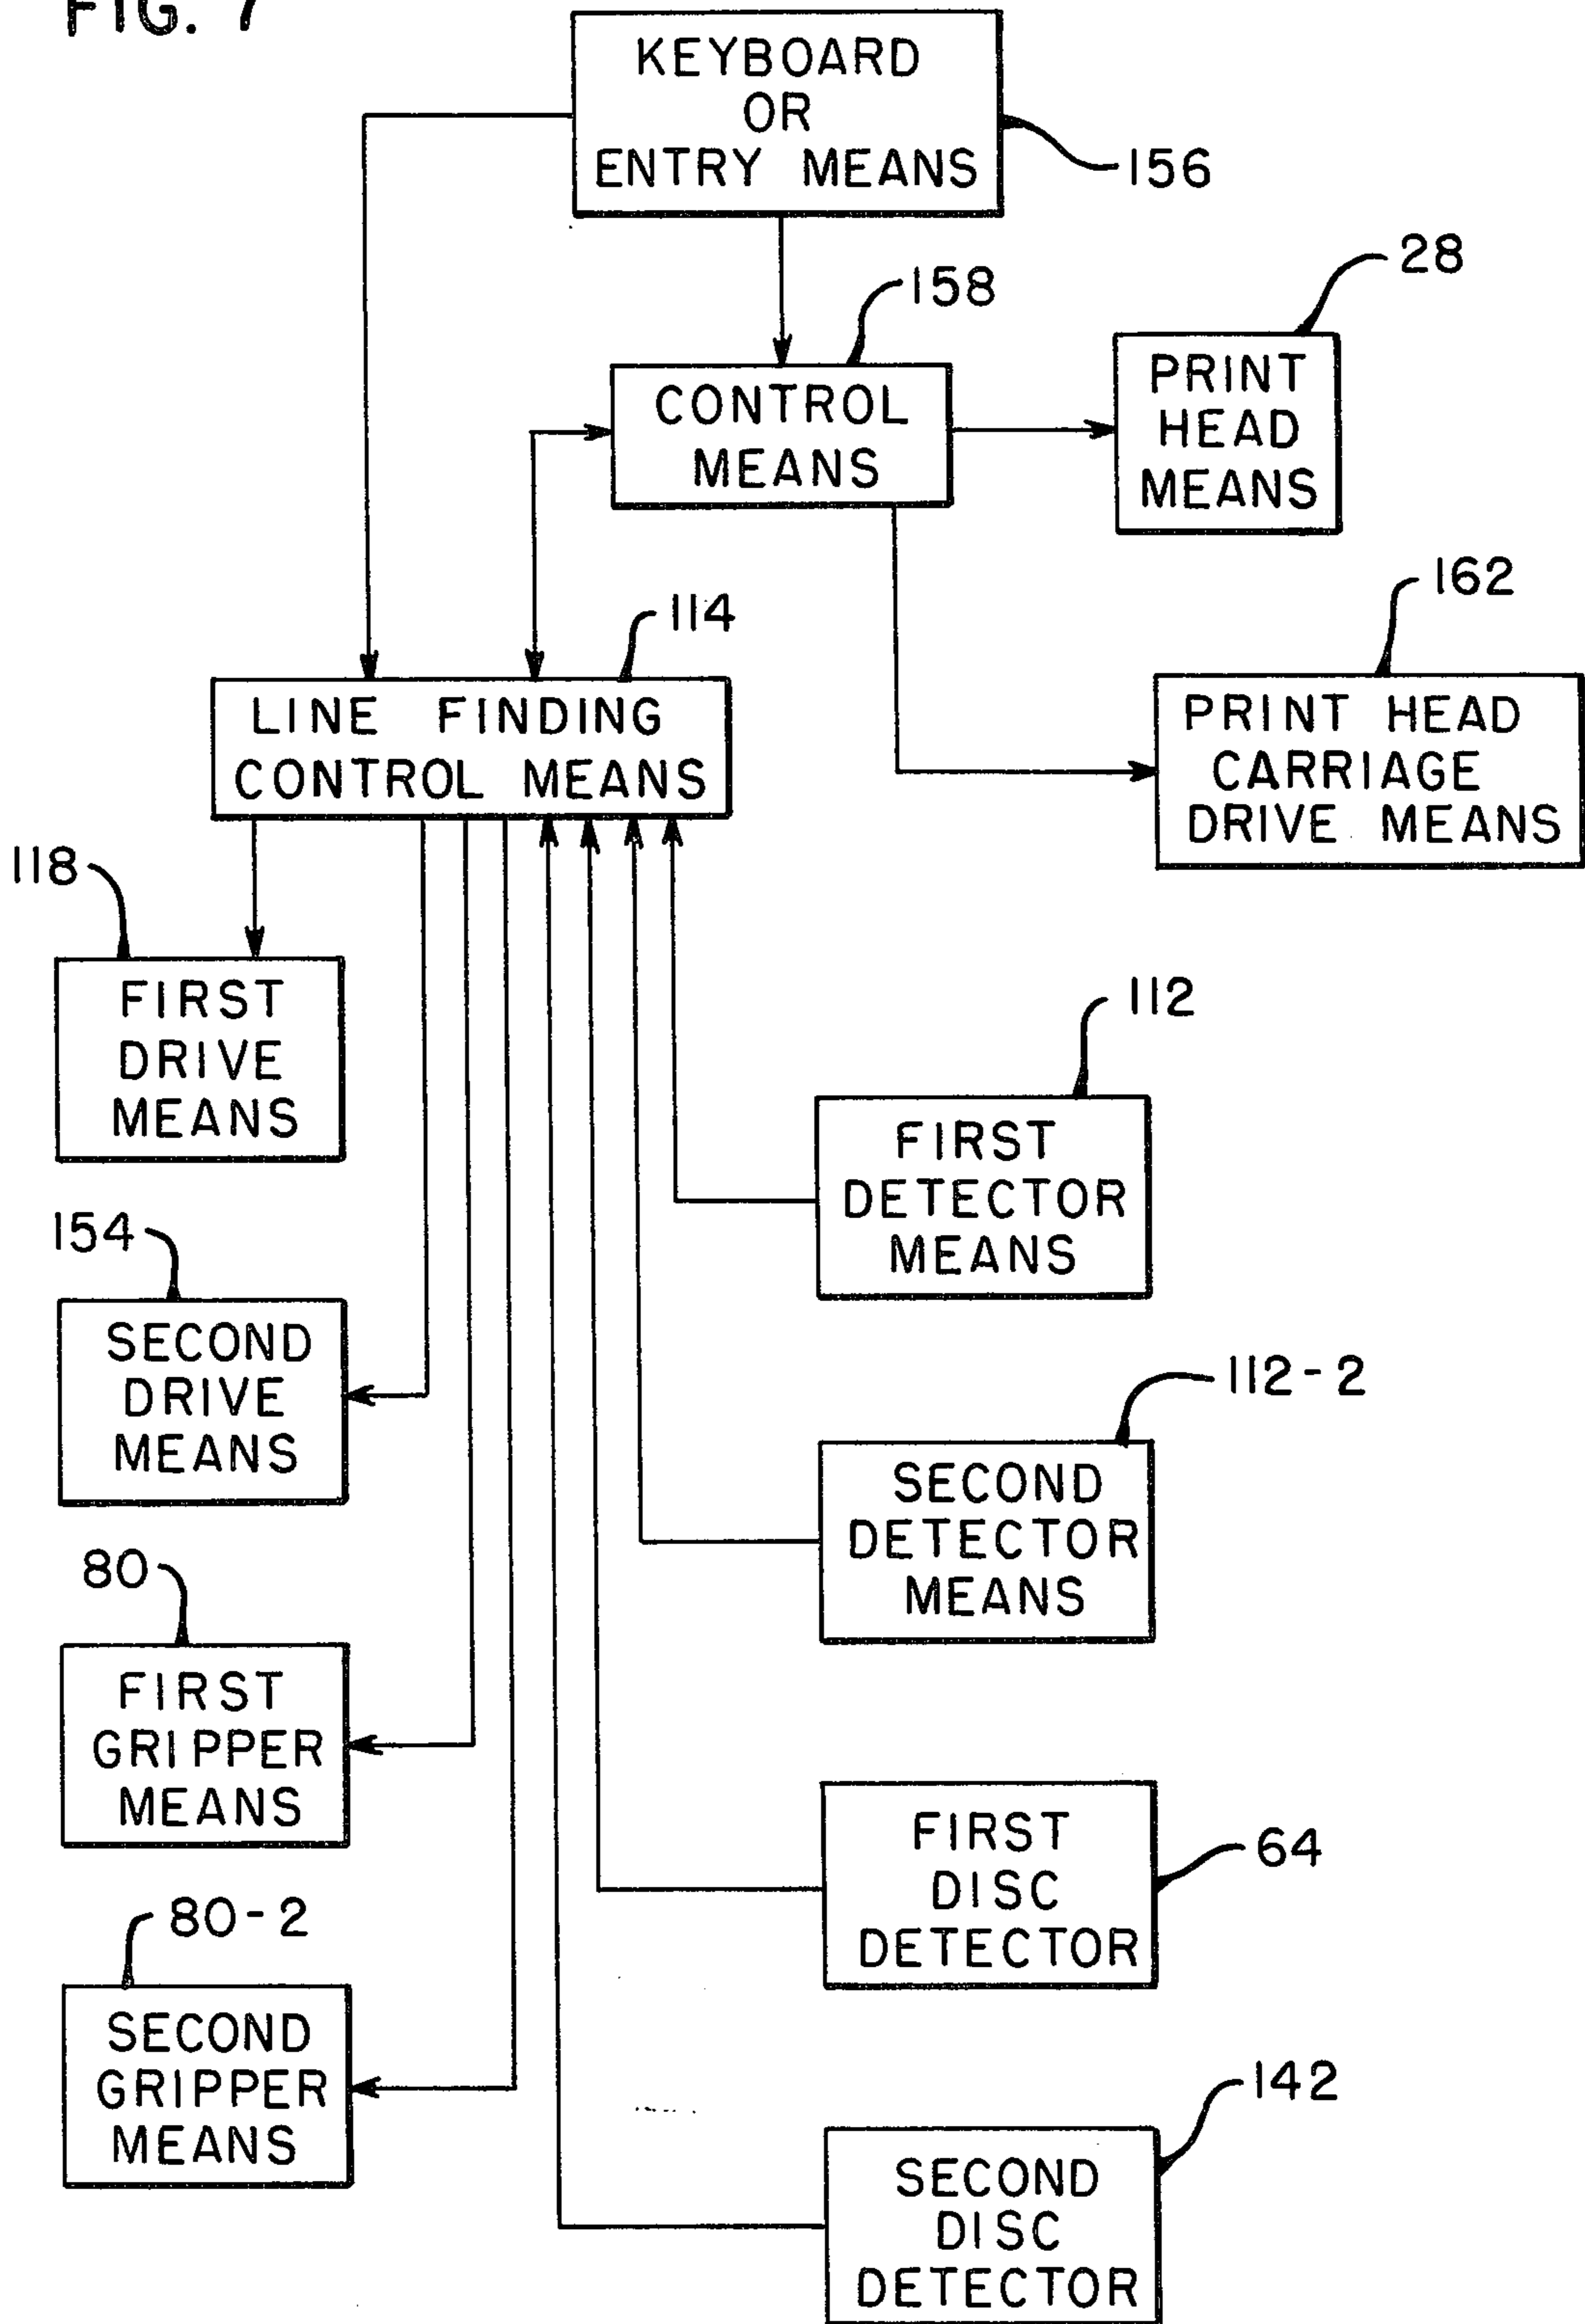 FIG. 7
KEYBOARD
OR
ENTRY MEANS
156
158
CONTROL
MEANS
28
PRINT
HEAD
MEANS
114
LINE FINDING
CONTROL MEANS
162
PRINT HEAD
CARRIAGE
DRIVE MEANS
118
FIRST
DRIVE
MEANS
112
FIRST
DETECTOR
MEANS
154
SECOND
DRIVE
MEANS
112-2
SECOND
DETECTOR
MEANS
80
FIRST
GRIPPER
MEANS
64
FIRST
DISC
DETECTOR
80-2
SECOND
GRIPPER
MEANS
142
SECOND
DISC
DETECTOR